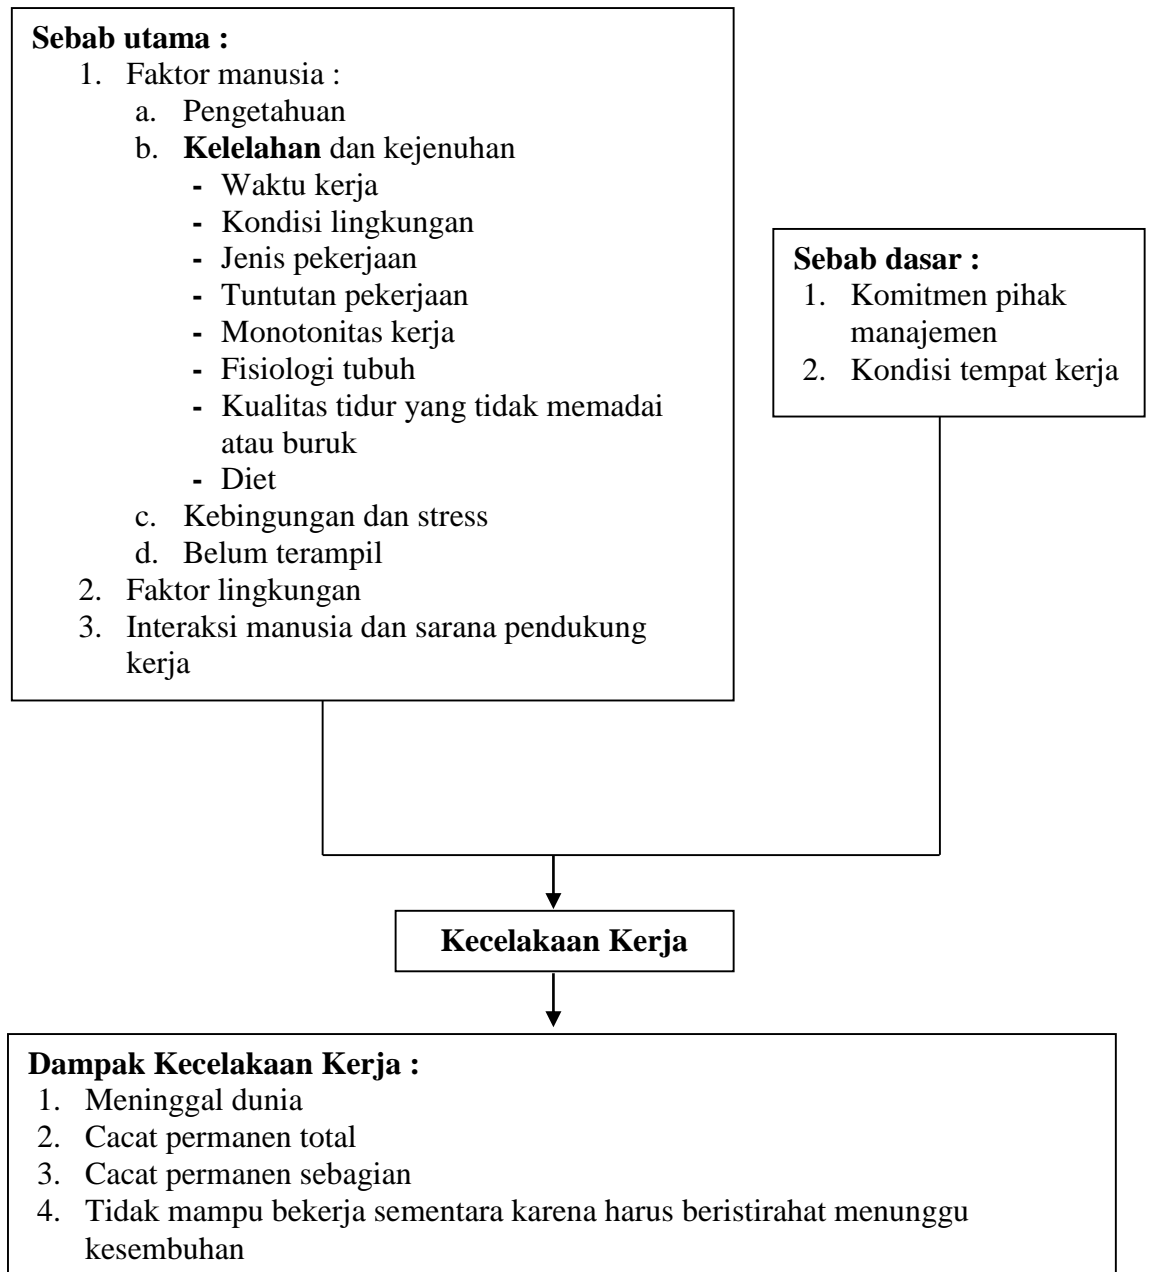 Sebab utama :
1. Faktor manusia :
a. Pengetahuan
b. Kelelahan dan kejenuhan
- Waktu kerja
- Kondisi lingkungan
- Jenis pekerjaan
- Tuntutan pekerjaan
- Monotonitas kerja
- Fisiologi tubuh
- Kualitas tidur yang tidak memadai
atau buruk
- Diet
c. Kebingungan dan stress
d. Belum terampil
2. Faktor lingkungan
3. Interaksi manusia dan sarana pendukung
kerja
Sebab dasar :
1. Komitmen pihak
manajemen
2. Kondisi tempat kerja
Kecelakaan Kerja
Dampak Kecelakaan Kerja :
1. Meninggal dunia
2. Cacat permanen total
3. Cacat permanen sebagian
4. Tidak mampu bekerja sementara karena harus beristirahat menunggu
kesembuhan